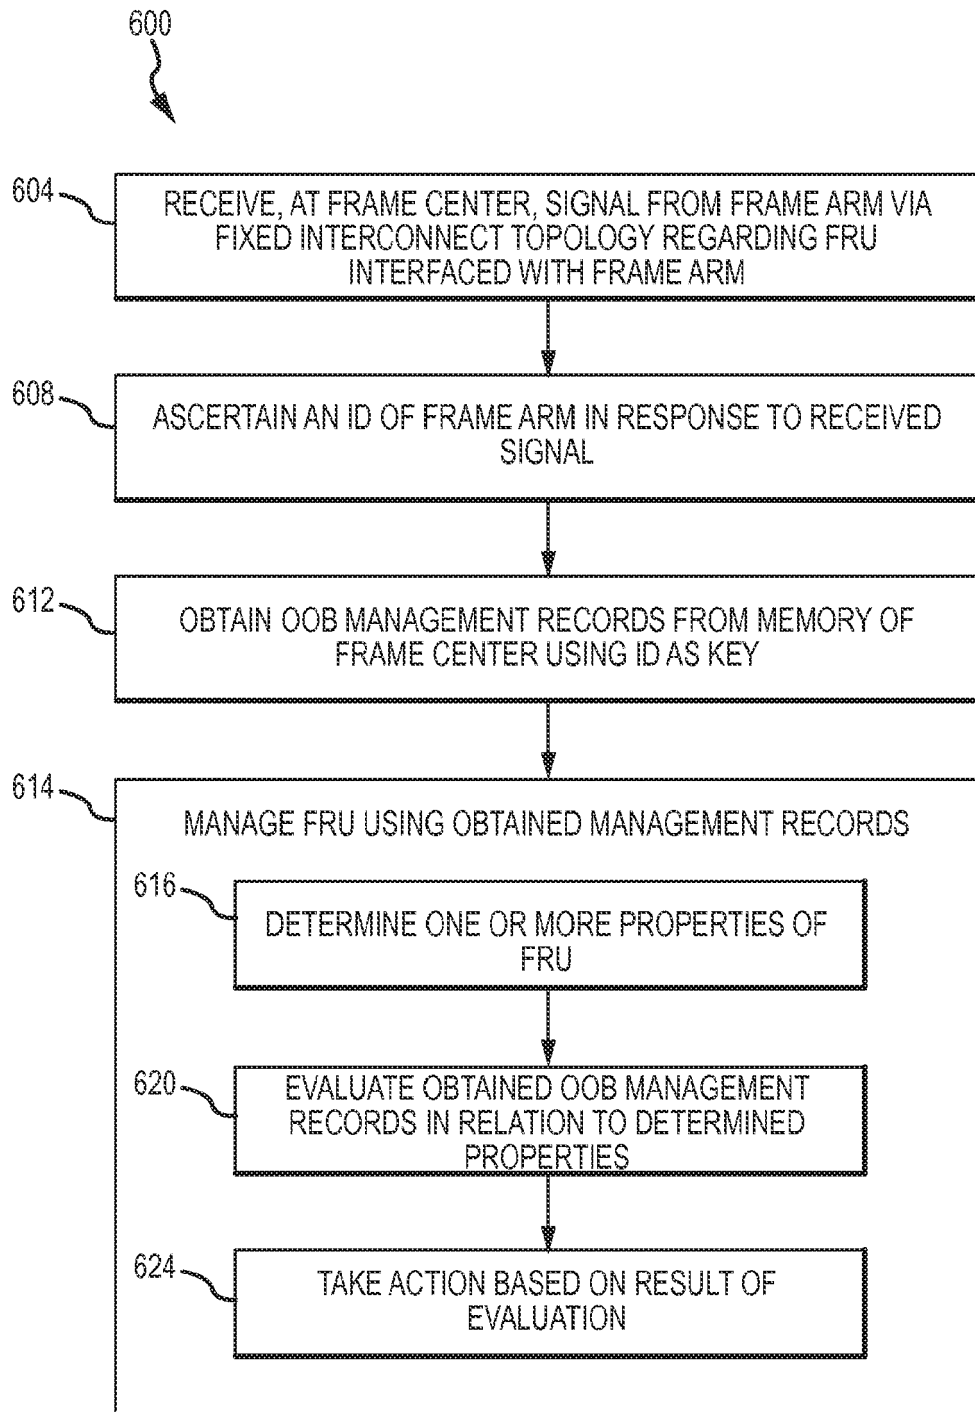 600
604
RECEIVE, AT FRAME CENTER, SIGNAL FROM FRAME ARM VIA
FIXED INTERCONNECT TOPOLOGY REGARDING FRU
INTERFACED WITH FRAME ARM
608
ASCERTAIN AN ID OF FRAME ARM IN RESPONSE TO RECEIVED
SIGNAL
612
OBTAIN OOB MANAGEMENT RECORDS FROM MEMORY OF
FRAME CENTER USING ID AS KEY
614
MANAGE FRU USING OBTAINED MANAGEMENT RECORDS
616
DETERMINE ONE OR MORE PROPERTIES OF
FRU
620
EVALUATE OBTAINED OOB MANAGEMENT
RECORDS IN RELATION TO DETERMINED
PROPERTIES
624
TAKE ACTION BASED ON RESULT OF
EVALUATION